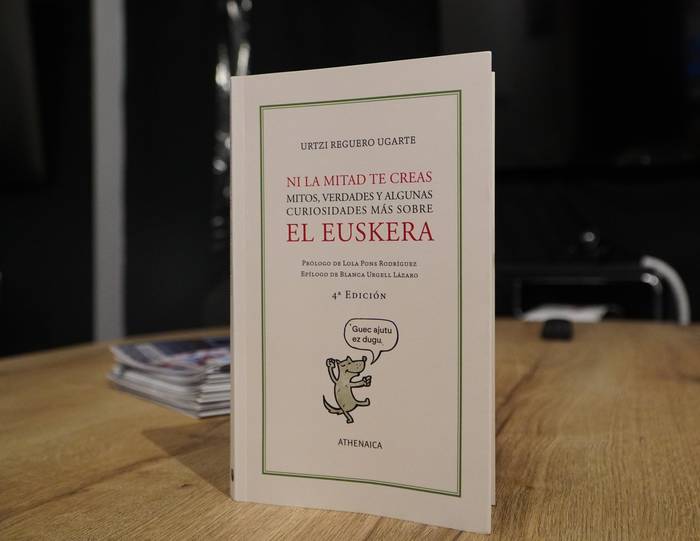 URTZI REGUERO UGARTE
NI LA MITAD TE CREAS
MITOS, VERDADES Y ALGUNAS
CURIOSIDADES MÁS SOBRE
EL EUSKERA
PRÓLOGO DE LOLA PONS RODRÍGUEZ
EPÍLOGO DE BLANCA URGELL LÁZARO
4ª EDICIÓN
"Guec ajutu
ez dugu„
ATHENAICA